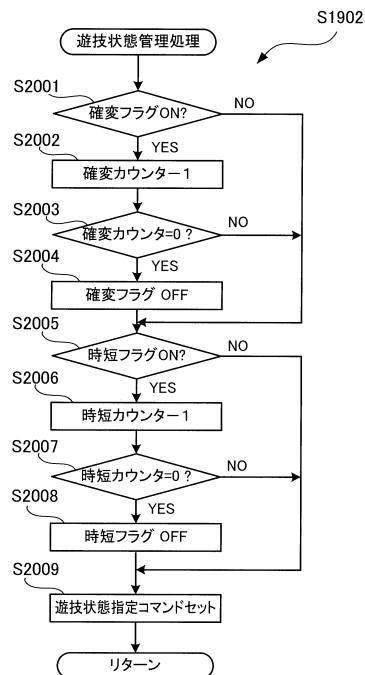 S1902
遊技状態管理処理
S2001
確変フラグON?
NO
YES
S2002
確変カウンター1
S2003
確変カウンタ=0 ?
NO
YES
S2004
確変フラグ OFF
S2005
時短フラグON?
NO
YES
S2006
時短カウンター1
S2007
時短カウンタ=0 ?
NO
YES
S2008
時短フラグ OFF
S2009
遊技状態指定コマンドセット
リターン